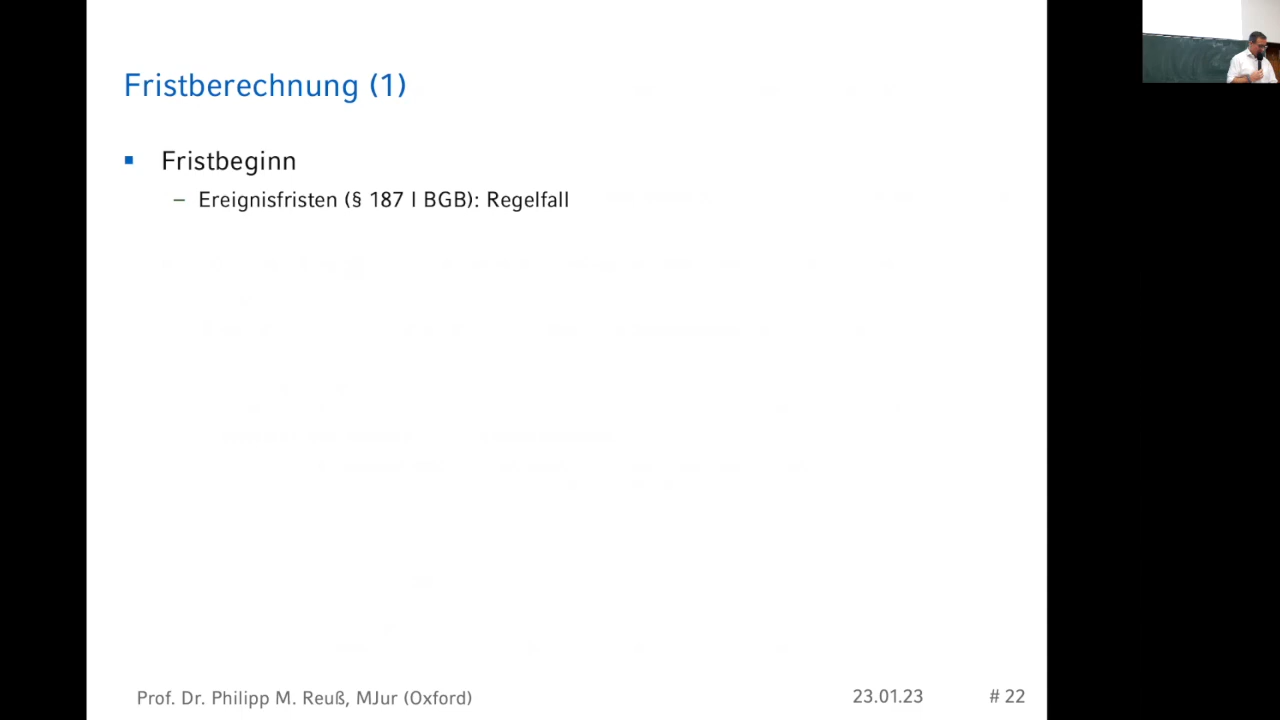 Fristberechnung (1)
▪ Fristbeginn
– Ereignisfristen (§ 187 I BGB): Regelfall
Prof. Dr. Philipp M. Reuß, MJur (Oxford) 23.01.23 # 22